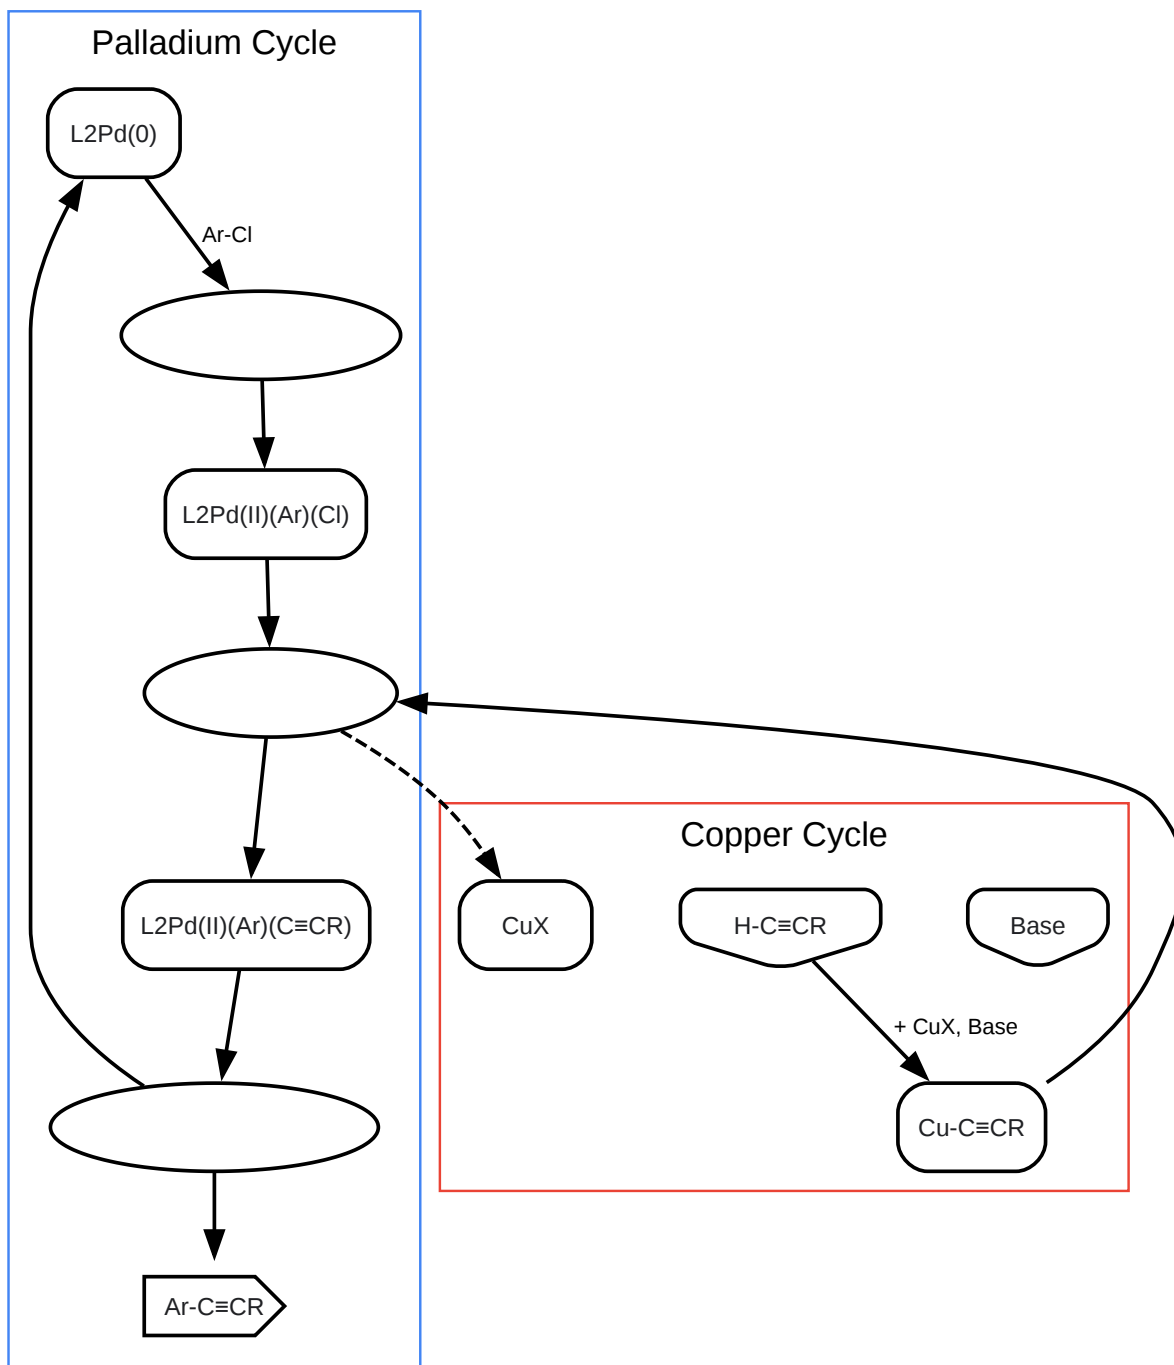 Palladium Cycle
L2Pd(0)
Ar-Cl
L2Pd(II)(Ar)(Cl)
Copper Cycle
L2Pd(II)(Ar)(C≡CR)
CuX
H-C≡CR
Base
+ CuX, Base
Cu-C≡CR
Ar-C≡CR